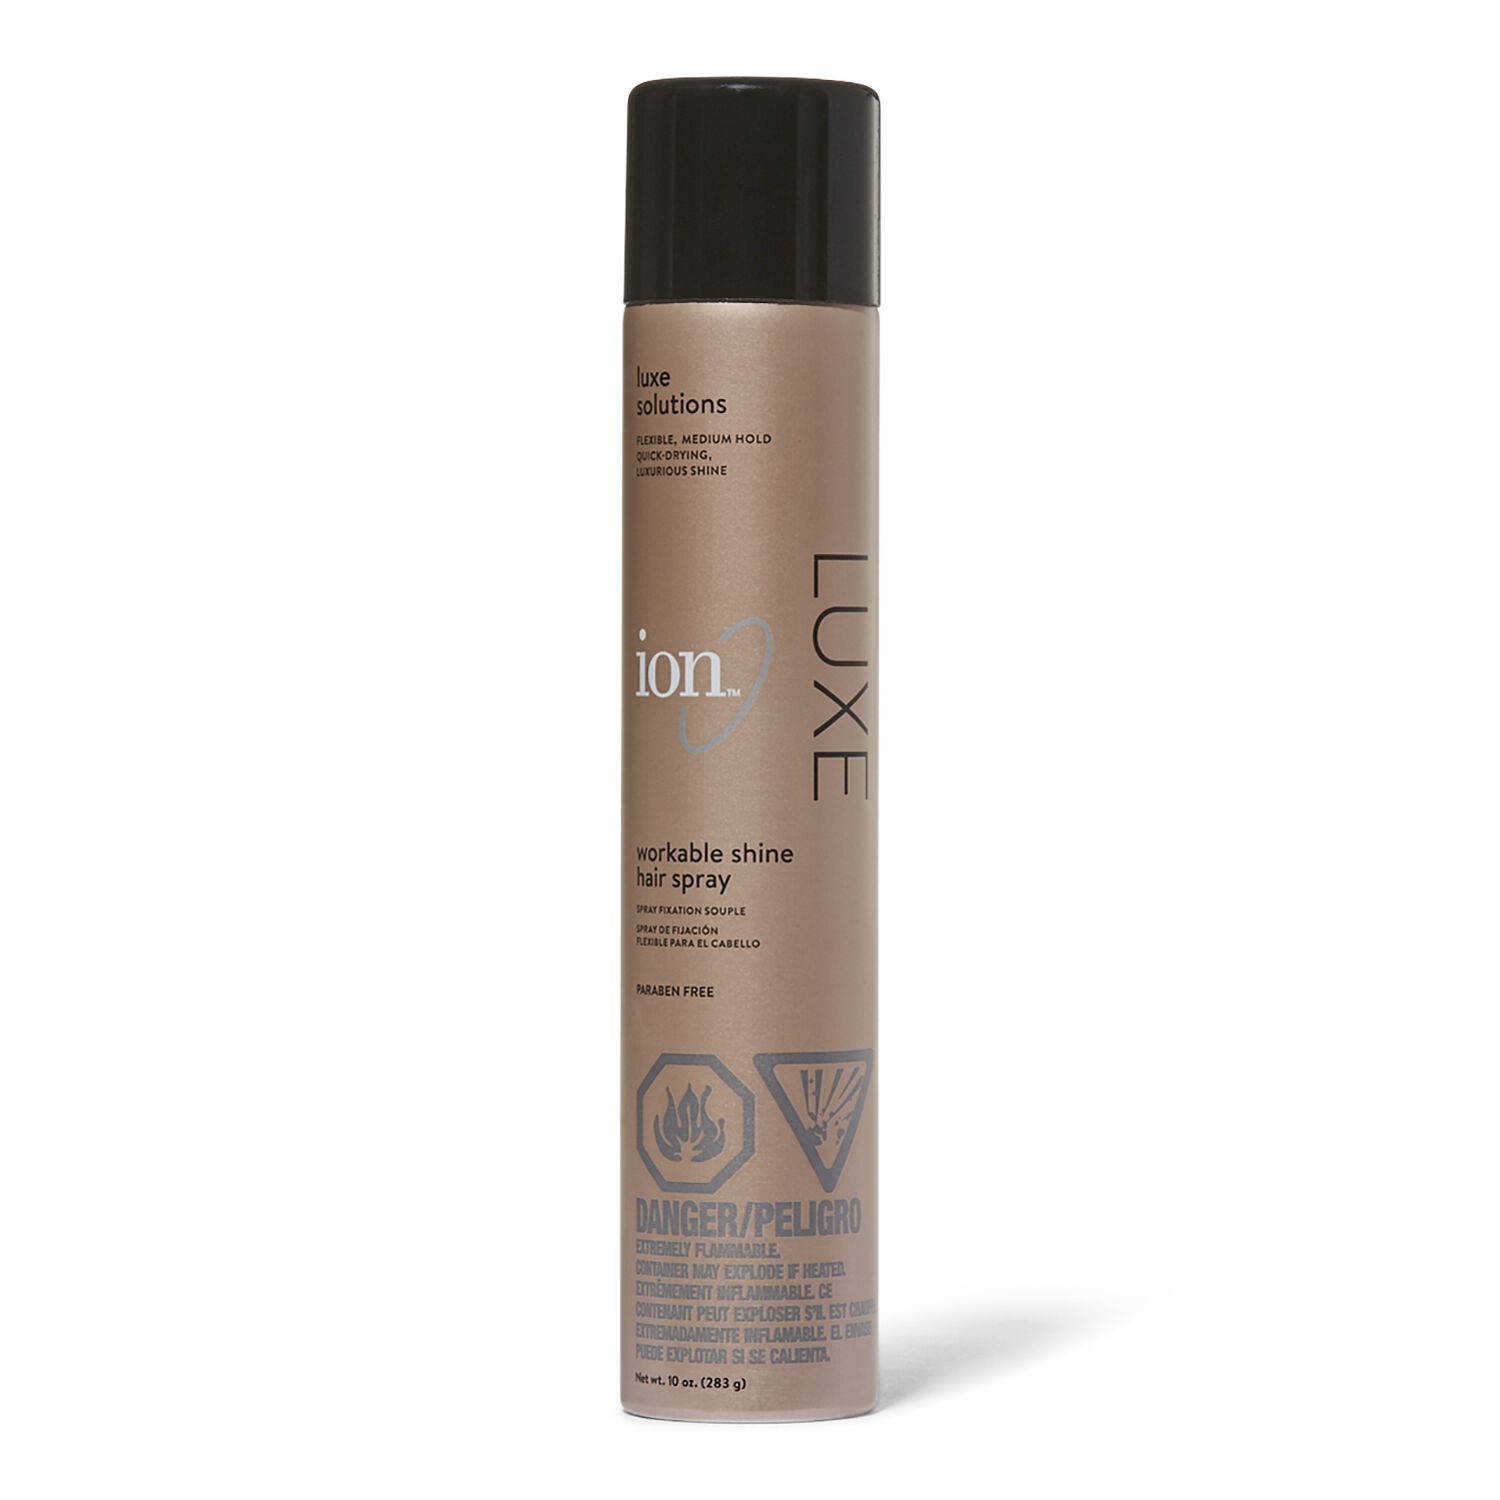 luxe
solutions
FLEXIBLE, MEDIUM HOLD
QUICK-DRYING,
LUXURIOUS SHINE
LUXE
ion™
workable shine
hair spray
SPRAY FIXATION SOUPLE
SPRAY DE FIJACIÓN
FLEXIBLE PARA EL CABELLO
PARABEN FREE
DANGER/PELIGRO
EXTREMELY FLAMMABLE.
CONTAINER MAY EXPLODE IF HEATED.
EXTRÊMEMENT INFLAMMABLE. CE
CONTENANT PEUT EXPLOSER S'IL EST
EXTREMADAMENTE INFLAMABLE. EL ENVASE
PUEDE EXPLOTAR SI SE CALIENTA.
Net wt. 10 oz. (283 g)